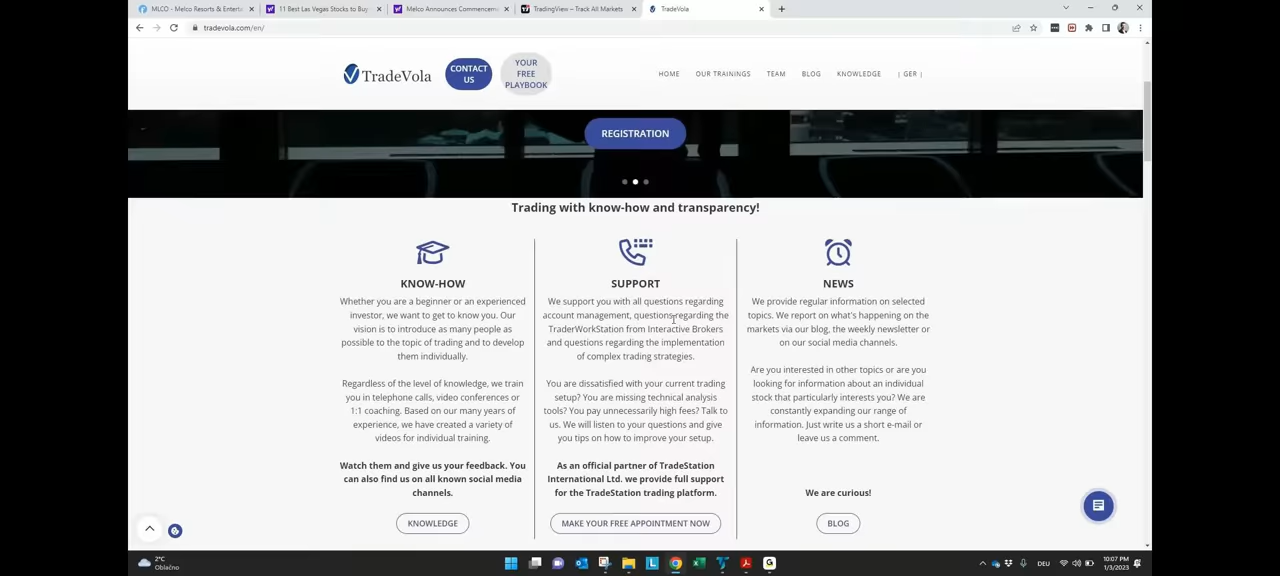 MLCO - Melco Resorts & Enterta
11 Best Las Vegas Stocks to Buy
Melco Announces Commencemen
TradingView – Track All Markets
TradeVola
tradevola.com/en/
TradeVola
CONTACT
US
YOUR
FREE
PLAYBOOK
HOME
OUR TRAININGS
TEAM
BLOG
KNOWLEDGE
| GER |
REGISTRATION
Trading with know-how and transparency!
KNOW-HOW
Whether you are a beginner or an experienced
investor, we want to get to know you. Our
vision is to introduce as many people as
possible to the topic of trading and to develop
them individually.
Regardless of the level of knowledge, we train
you in telephone calls, video conferences or
1:1 coaching. Based on our many years of
experience, we have created a variety of
videos for individual training.
Watch them and give us your feedback. You
can also find us on all known social media
channels.
KNOWLEDGE
SUPPORT
We support you with all questions regarding
account management, questions regarding the
TraderWorkStation from Interactive Brokers
and questions regarding the implementation
of complex trading strategies.
You are dissatisfied with your current trading
setup? You are missing technical analysis
tools? You pay unnecessarily high fees? Talk to
us. We will listen to your questions and give
you tips on how to improve your setup.
As an official partner of TradeStation
International Ltd. we provide full support
for the TradeStation trading platform.
MAKE YOUR FREE APPOINTMENT NOW
NEWS
We provide regular information on selected
topics. We report on what's happening on the
markets via our blog, the weekly newsletter or
on our social media channels.
Are you interested in other topics or are you
looking for information about an individual
stock that particularly interests you? We are
constantly expanding our range of
information. Just write us a short e-mail or
leave us a comment.
We are curious!
BLOG
2°C
Oblačno
DEU
10:07 PM
1/3/2023